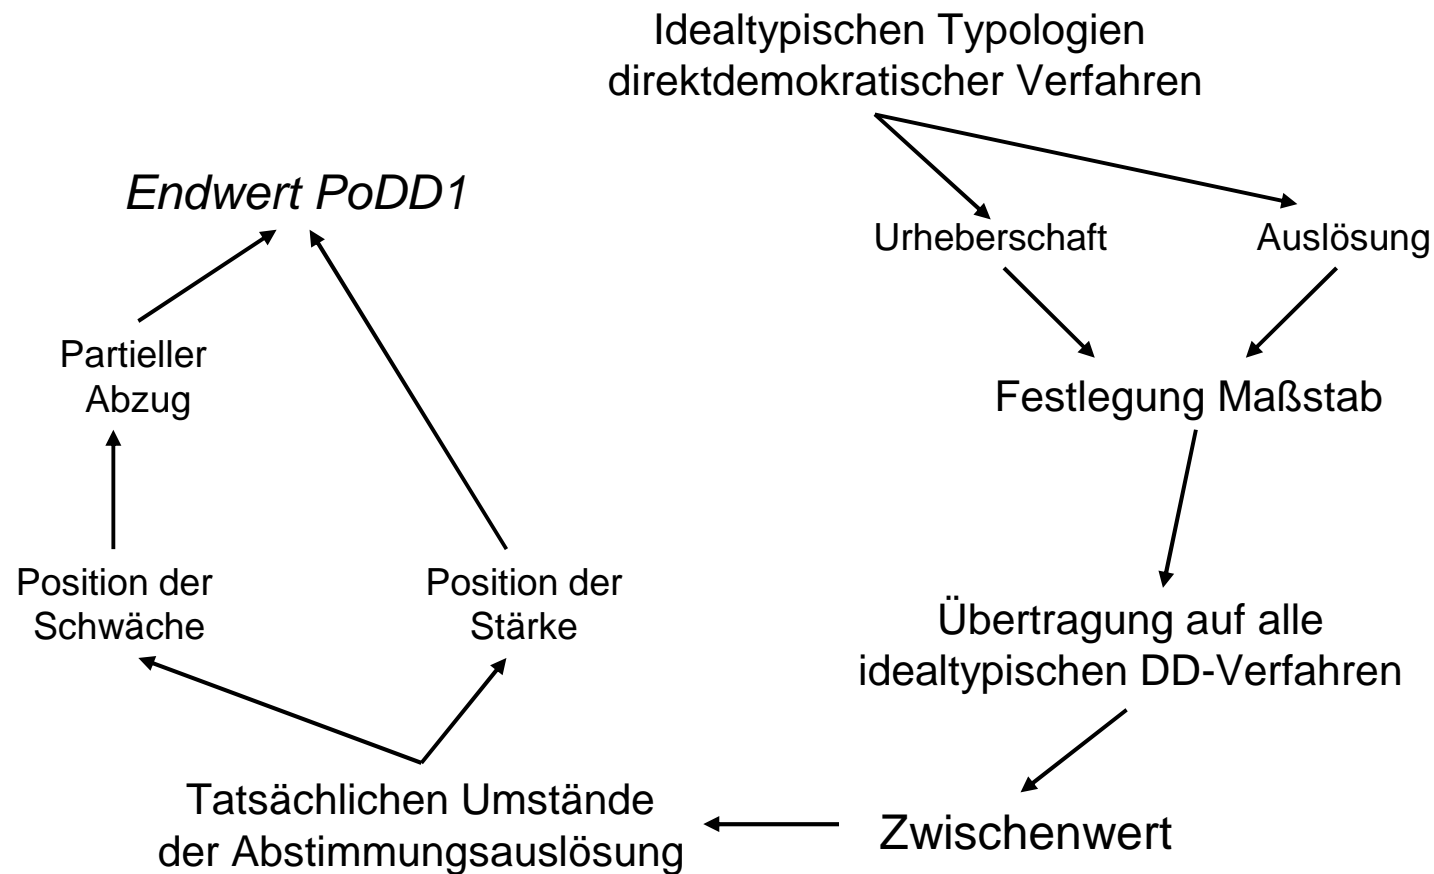 Idealtypischen Typologien
direktdemokratischer Verfahren
Endwert PoDD1
Urheberschaft
Auslösung
Partieller
Abzug
Festlegung Maßstab
Position der
Schwäche
Position der
Stärke
Übertragung auf alle
idealtypischen DD-Verfahren
Tatsächlichen Umstände
der Abstimmungsauslösung
Zwischenwert